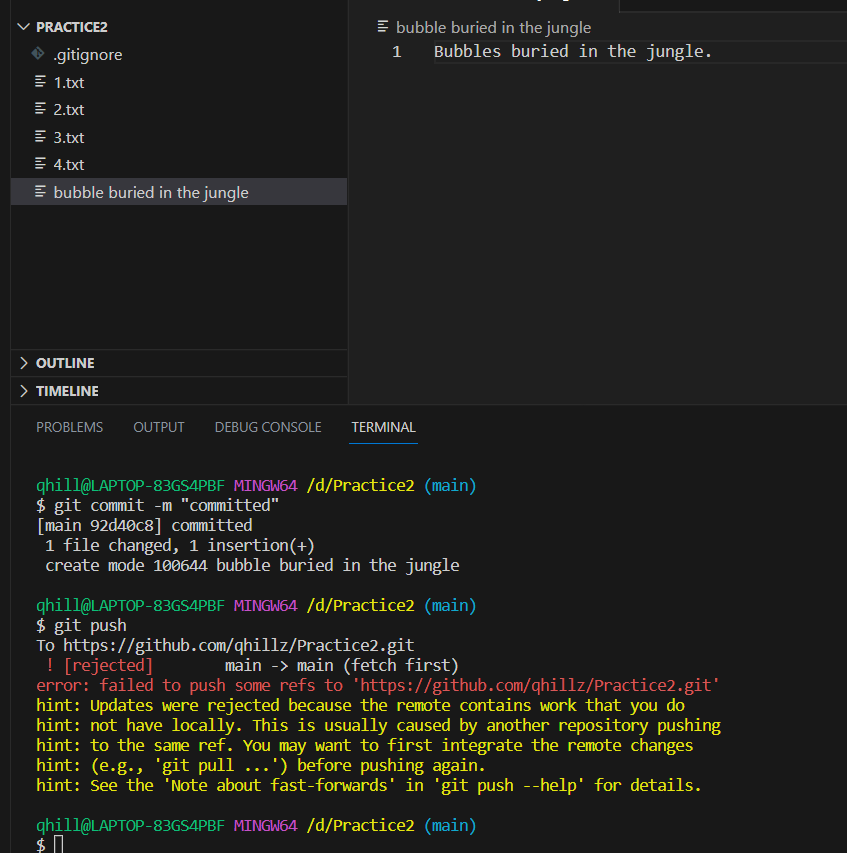 PRACTICE2
.gitignore
1.txt
2.txt
3.txt
4.txt
bubble buried in the jungle
OUTLINE
TIMELINE
bubble buried in the jungle
1 Bubbles buried in the jungle.
PROBLEMS OUTPUT DEBUG CONSOLE TERMINAL
qhill@LAPTOP-83GS4PBF MINGW64 /d/Practice2 (main)
$ git commit -m "committed"
[main 92d40c8] committed
1 file changed, 1 insertion(+)
create mode 100644 bubble buried in the jungle
qhill@LAPTOP-83GS4PBF MINGW64 /d/Practice2 (main)
$ git push
To https://github.com/qhillz/Practice2.git
! [rejected] main -> main (fetch first)
error: failed to push some refs to 'https://github.com/qhillz/Practice2.git'
hint: Updates were rejected because the remote contains work that you do
hint: not have locally. This is usually caused by another repository pushing
hint: to the same ref. You may want to first integrate the remote changes
hint: (e.g., 'git pull ...') before pushing again.
hint: See the 'Note about fast-forwards' in 'git push --help' for details.
qhill@LAPTOP-83GS4PBF MINGW64 /d/Practice2 (main)
$